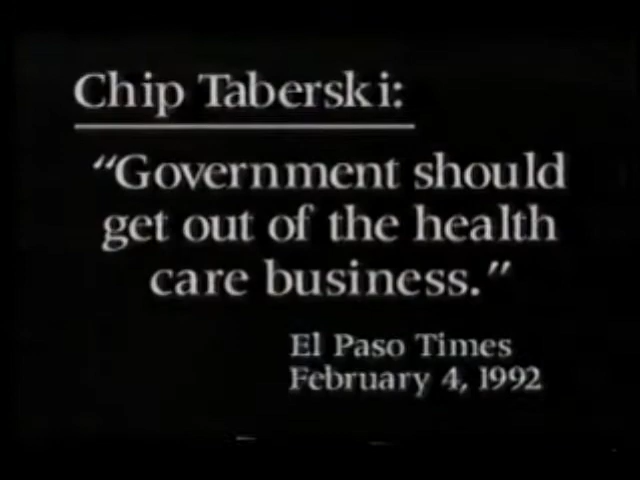 Chip Taberski:
“Government should
get out of the health
care business.”
El Paso Times
February 4, 1992